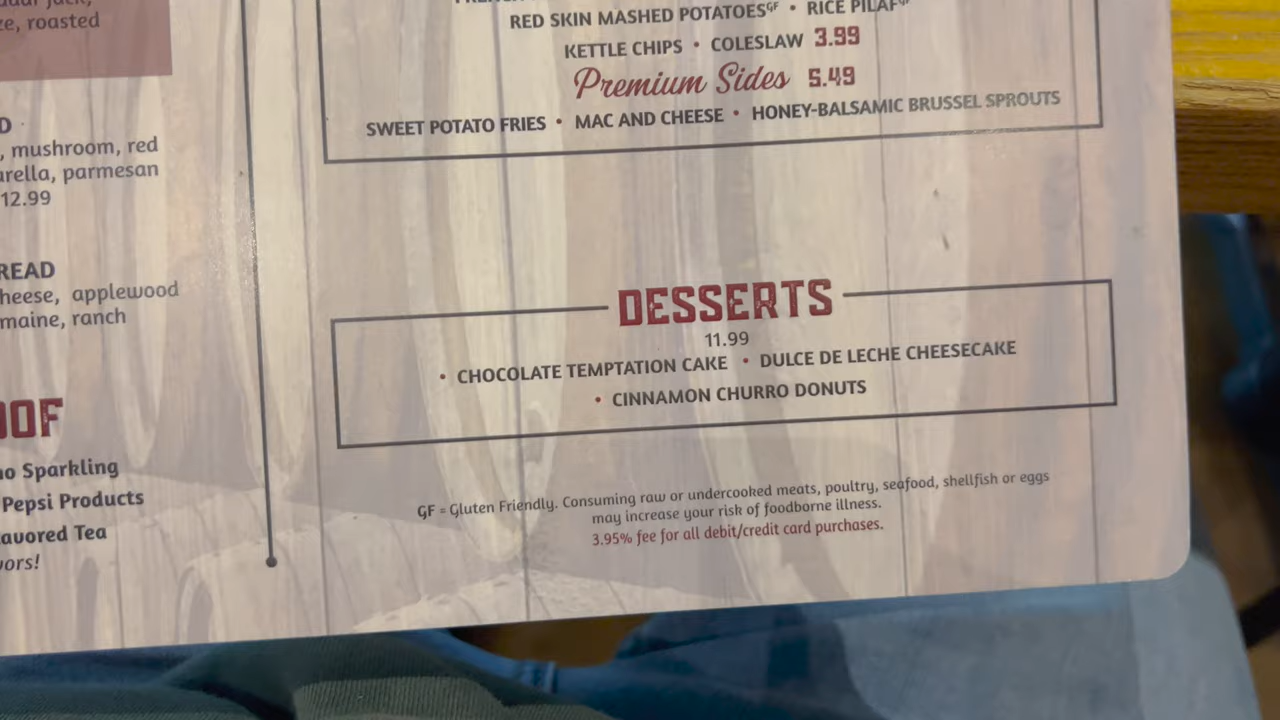 ze, roasted
D
, mushroom, red
arella, parmesan
12.99
READ
heese, applewood
maine, ranch
OOF
no Sparkling
Pepsi Products
avored Tea
vors!
RED SKIN MASHED POTATOESGF • RICE PILAFGF
KETTLE CHIPS • COLESLAW 3.99
Premium Sides 5.49
SWEET POTATO FRIES • MAC AND CHEESE • HONEY-BALSAMIC BRUSSEL SPROUTS
DESSERTS
11.99
• CHOCOLATE TEMPTATION CAKE • DULCE DE LECHE CHEESECAKE
• CINNAMON CHURRO DONUTS
GF = Gluten Friendly. Consuming raw or undercooked meats, poultry, seafood, shellfish or eggs
may increase your risk of foodborne illness.
3.95% fee for all debit/credit card purchases.